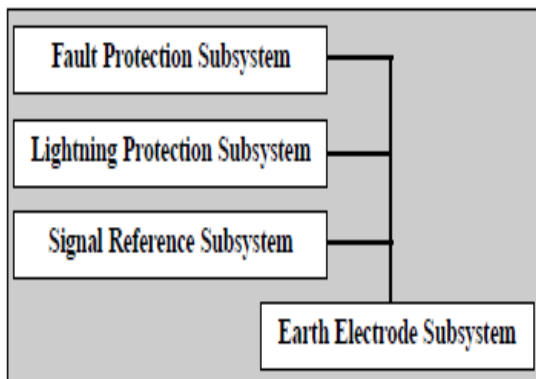 Fault Protection Subsystem
Lightning Protection Subsystem
Signal Reference Subsystem
Earth Electrode Subsystem